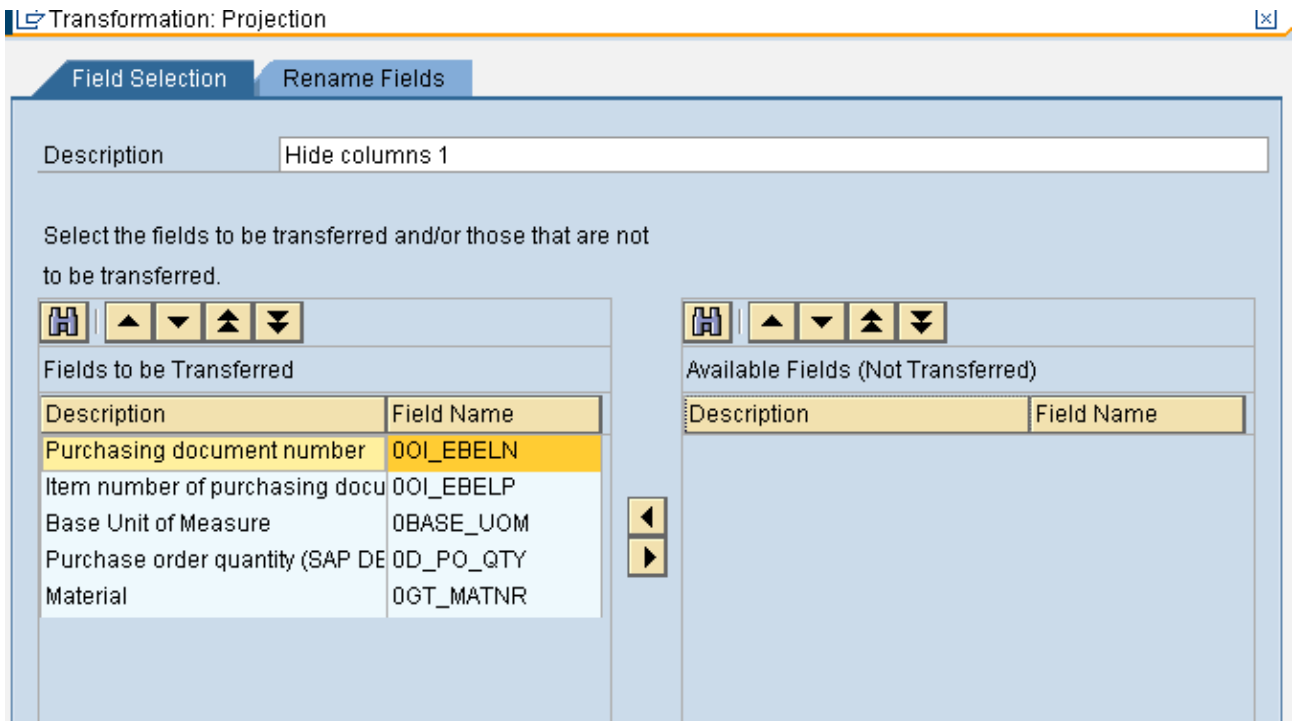 Transformation: Projection
Field Selection Rename Fields
Description Hide columns 1
Select the fields to be transferred and/or those that are not
to be transferred.
Fields to be Transferred Available Fields (Not Transferred)
Description Field Name Description Field Name
Purchasing document number 0OI_EBELN
Item number of purchasing docu 0OI_EBELP
Base Unit of Measure 0BASE_UOM
Purchase order quantity (SAP DE 0D_PO_QTY
Material 0GT_MATNR